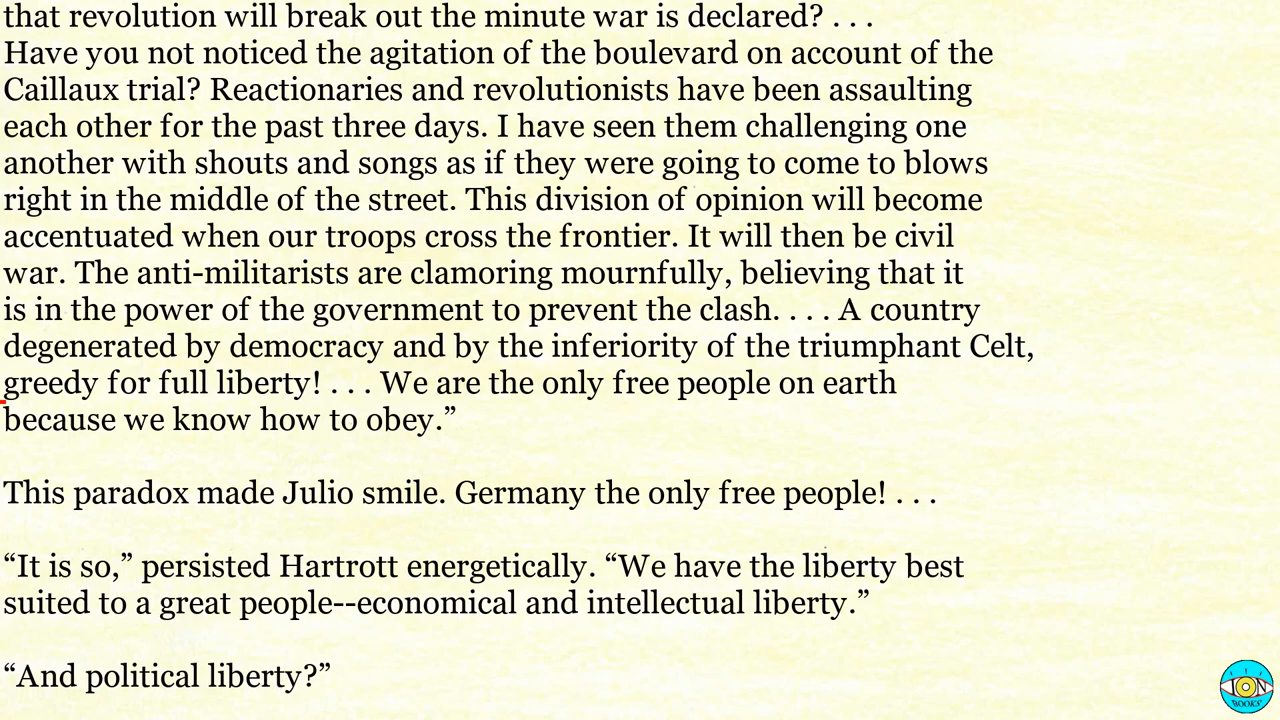 that revolution will break out the minute war is declared? . . .
Have you not noticed the agitation of the boulevard on account of the
Caillaux trial? Reactionaries and revolutionists have been assaulting
each other for the past three days. I have seen them challenging one
another with shouts and songs as if they were going to come to blows
right in the middle of the street. This division of opinion will become
accentuated when our troops cross the frontier. It will then be civil
war. The anti-militarists are clamoring mournfully, believing that it
is in the power of the government to prevent the clash. . . . A country
degenerated by democracy and by the inferiority of the triumphant Celt,
greedy for full liberty! . . . We are the only free people on earth
because we know how to obey.”
This paradox made Julio smile. Germany the only free people! . . .
“It is so,” persisted Hartrott energetically. “We have the liberty best
suited to a great people--economical and intellectual liberty.”
“And political liberty?”
ION
BOOKS